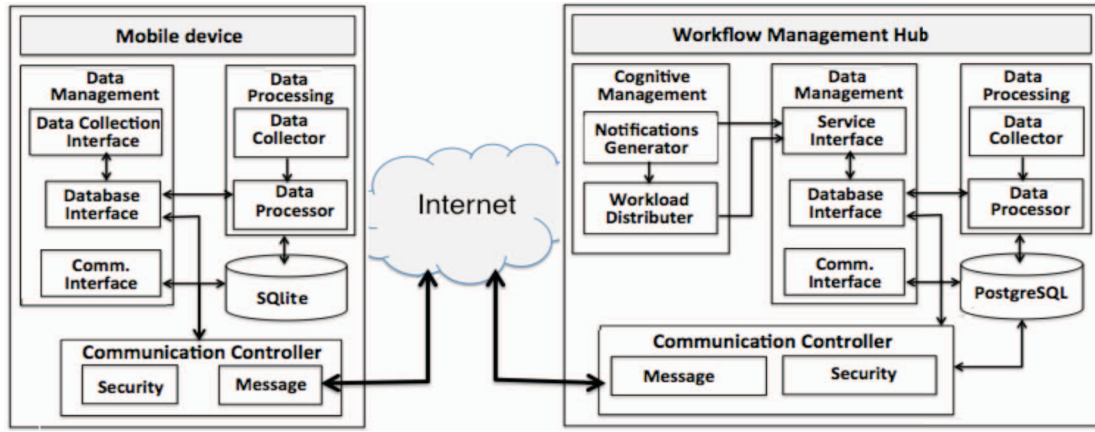 Mobile device
Data
Management
Data Collection
Interface
Database
Interface
Comm.
Interface
Data
Processing
Data
Collector
Data
Processor
SQlite
Communication Controller
Security
Message
Internet
Workflow Management Hub
Cognitive
Management
Notifications
Generator
Workload
Distributer
Data
Management
Service
Interface
Database
Interface
Comm.
Interface
Data
Processing
Data
Collector
Data
Processor
PostgreSQL
Communication Controller
Message
Security